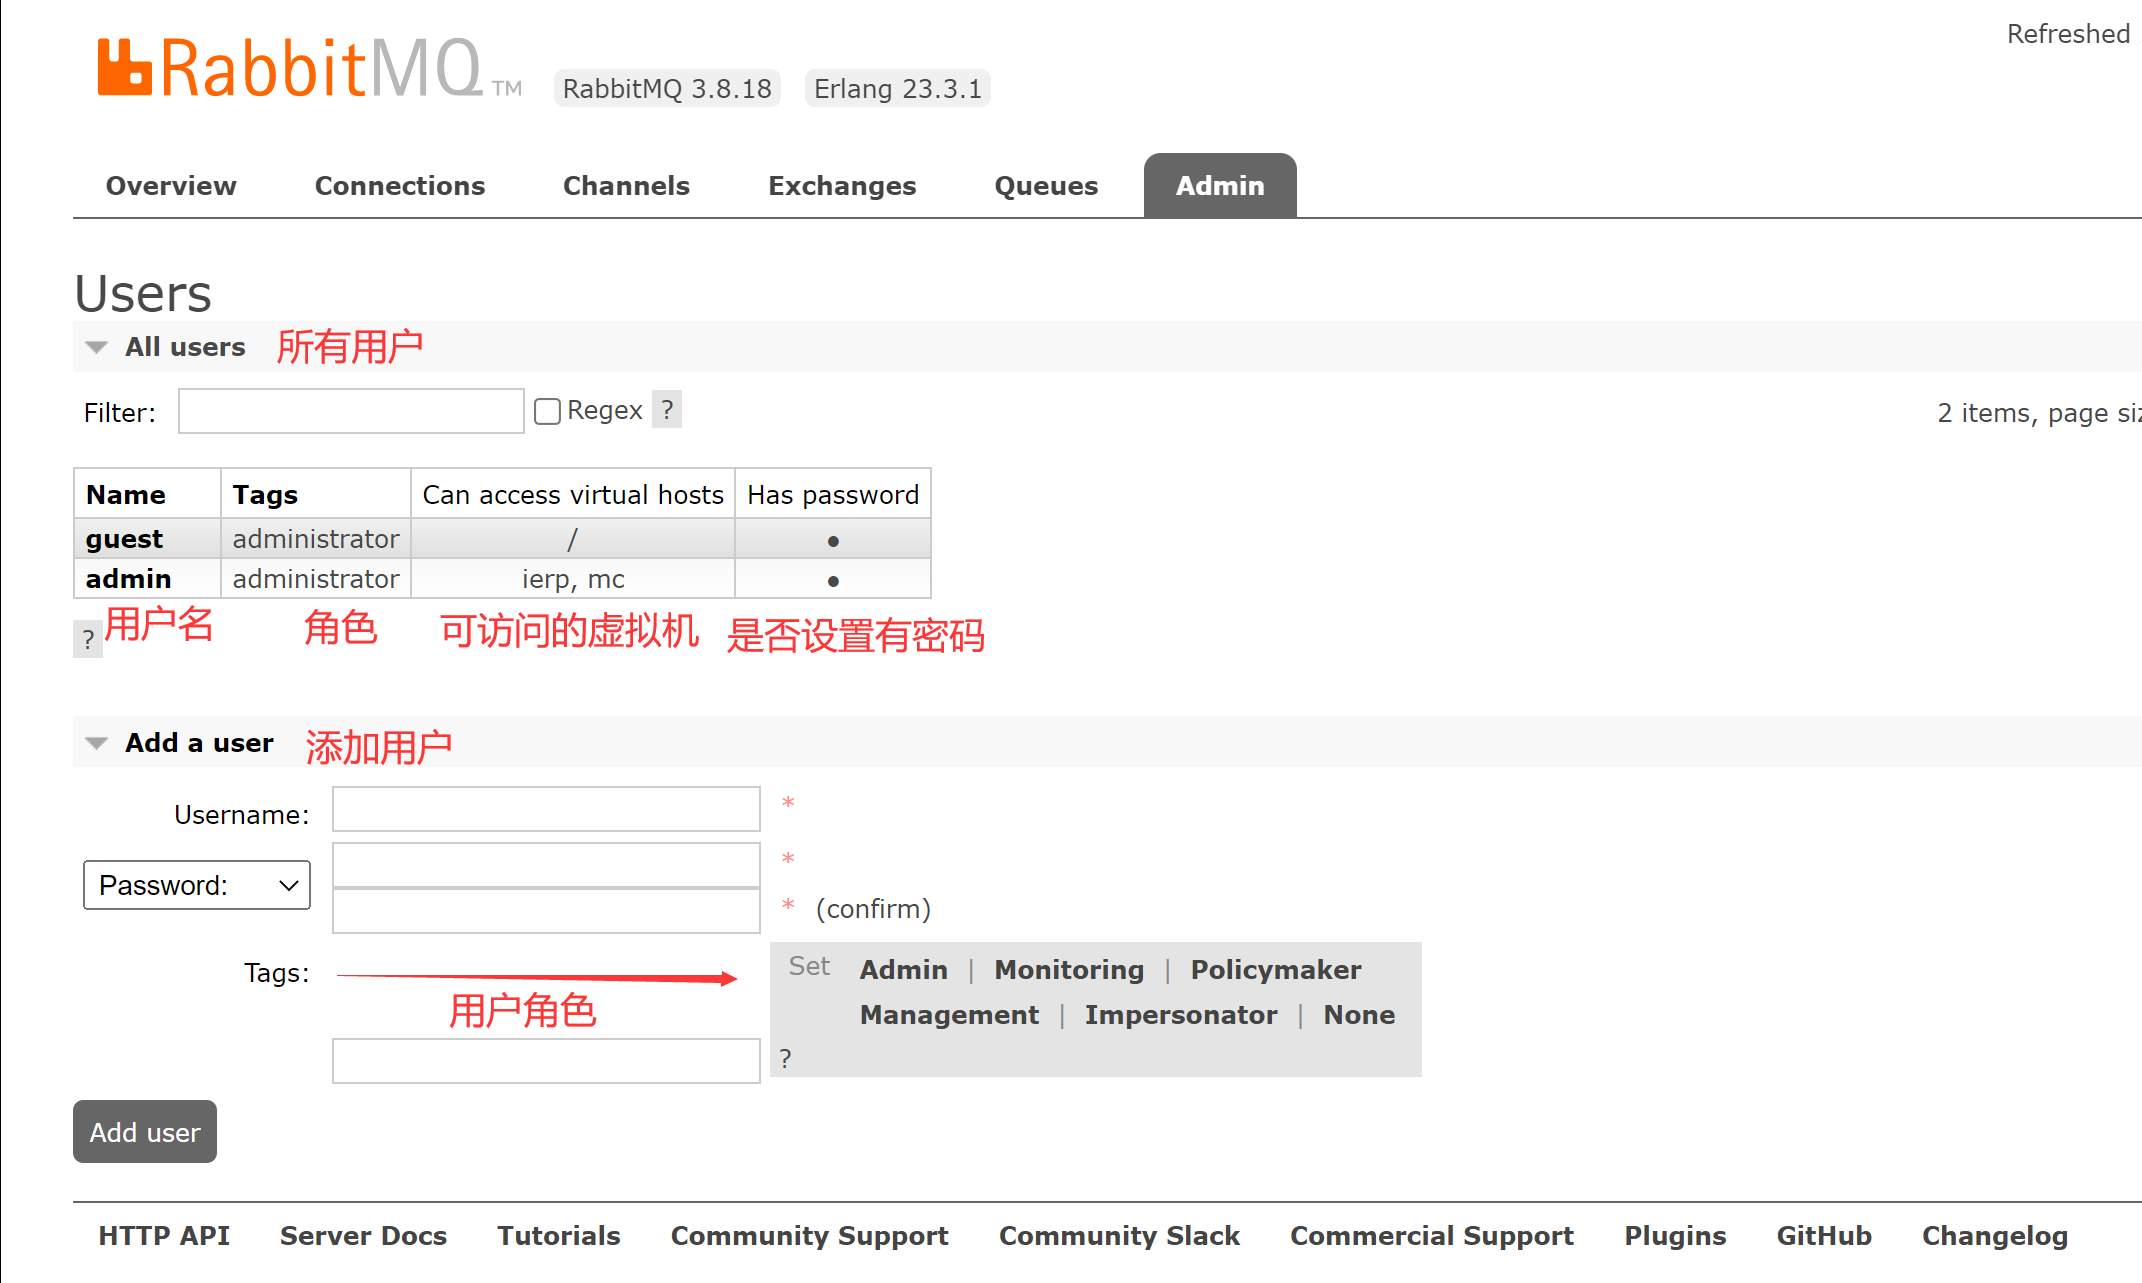 Refreshed
RabbitMQ TM RabbitMQ 3.8.18 Erlang 23.3.1
Overview Connections Channels Exchanges Queues Admin
Users
All users 所有用户
Filter: Regex ?
2 items, page siz
Name Tags Can access virtual hosts Has password
guest administrator / ●
admin administrator ierp, mc ●
? 用户名 角色 可访问的虚拟机 是否设置有密码
Add a user 添加用户
Username: *
Password: *
* (confirm)
Tags: Set Admin | Monitoring | Policymaker
用户角色 Management | Impersonator | None
?
Add user
HTTP API Server Docs Tutorials Community Support Community Slack Commercial Support Plugins GitHub Changelog